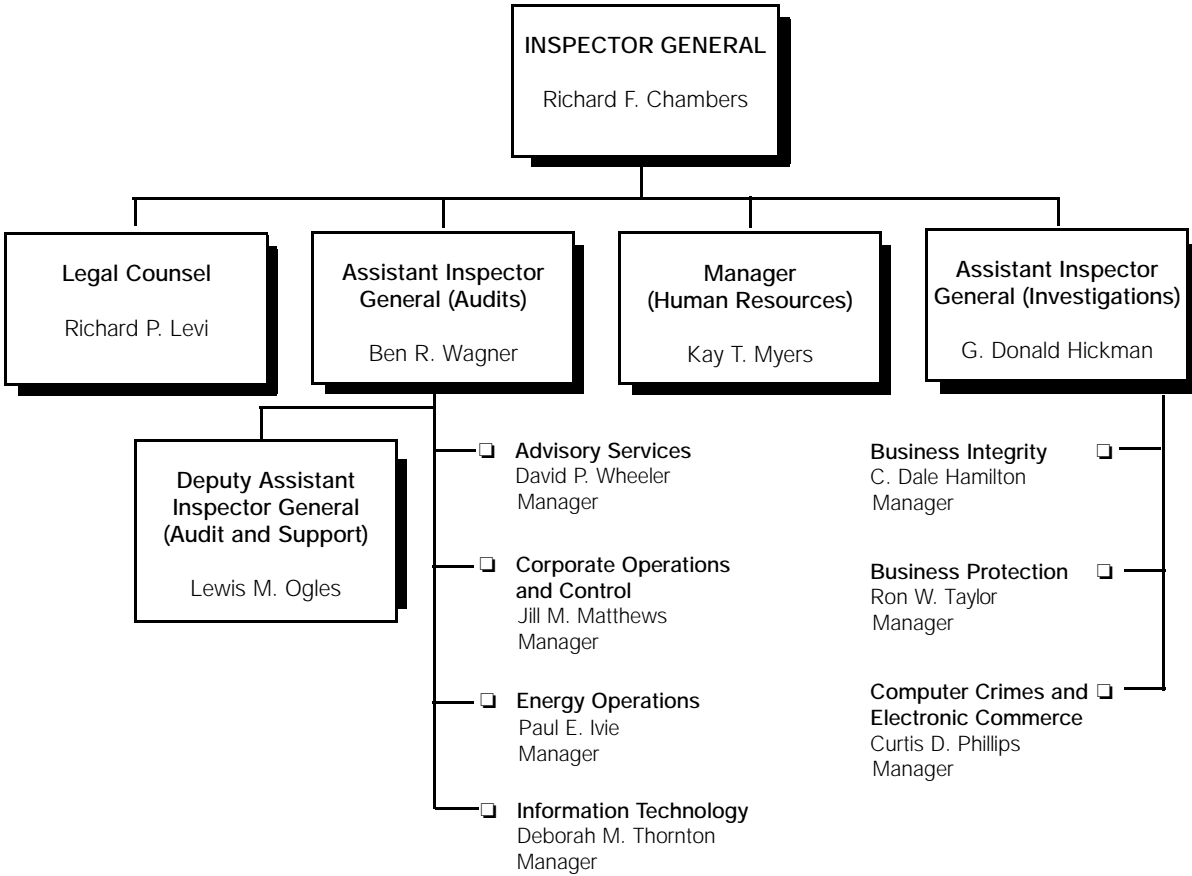 INSPECTOR GENERAL
Richard F. Chambers
Legal Counsel
Richard P. Levi
Assistant Inspector
General (Audits)
Ben R. Wagner
Manager
(Human Resources)
Kay T. Myers
Assistant Inspector
General (Investigations)
G. Donald Hickman
Deputy Assistant
Inspector General
(Audit and Support)
Lewis M. Ogles
Advisory Services
David P. Wheeler
Manager
Corporate Operations
and Control
Jill M. Matthews
Manager
Energy Operations
Paul E. Ivie
Manager
Information Technology
Deborah M. Thornton
Manager
Business Integrity
C. Dale Hamilton
Manager
Business Protection
Ron W. Taylor
Manager
Computer Crimes and
Electronic Commerce
Curtis D. Phillips
Manager